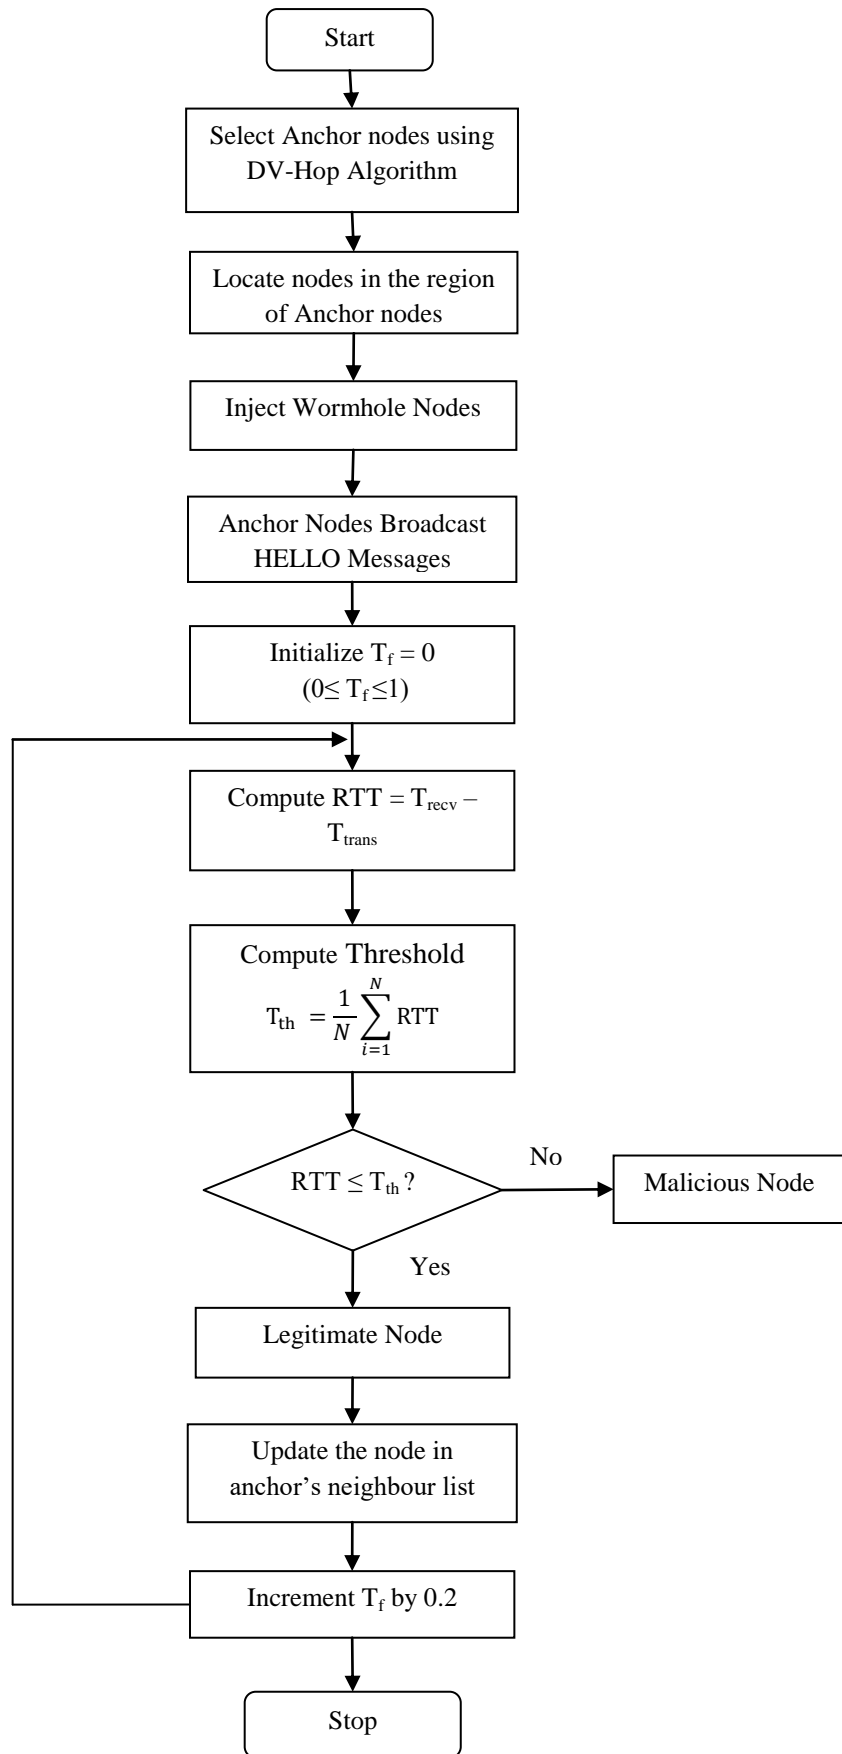 Start
Select Anchor nodes using
DV-Hop Algorithm
Locate nodes in the region
of Anchor nodes
Inject Wormhole Nodes
Anchor Nodes Broadcast
HELLO Messages
Initialize T_f = 0
(0≤ T_f ≤1)
Compute RTT = T_recv –
T_trans
Compute Threshold
T_th = \frac{1}{N} \sum_{i=1}^{N} RTT
RTT ≤ T_th ?
No
Malicious Node
Yes
Legitimate Node
Update the node in
anchor’s neighbour list
Increment T_f by 0.2
Stop